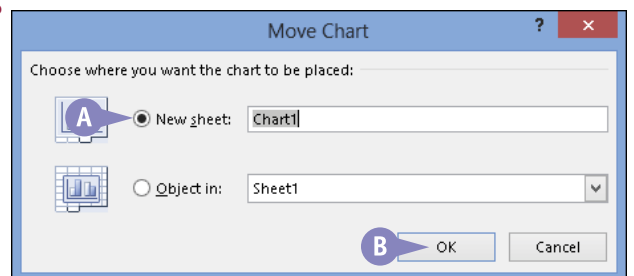 Move Chart ? ×
Choose where you want the chart to be placed:
A New sheet: Chart1
Object in: Sheet1
B OK Cancel